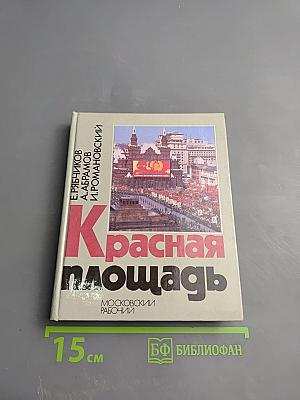 Е. РЯБЧИКОВ
А. АБРАМОВ
И. РОМАНОВСКИЙ
Красная
площадь
МОСКОВСКИЙ
РАБОЧИЙ
15 см
БФ БИБЛИОФАН